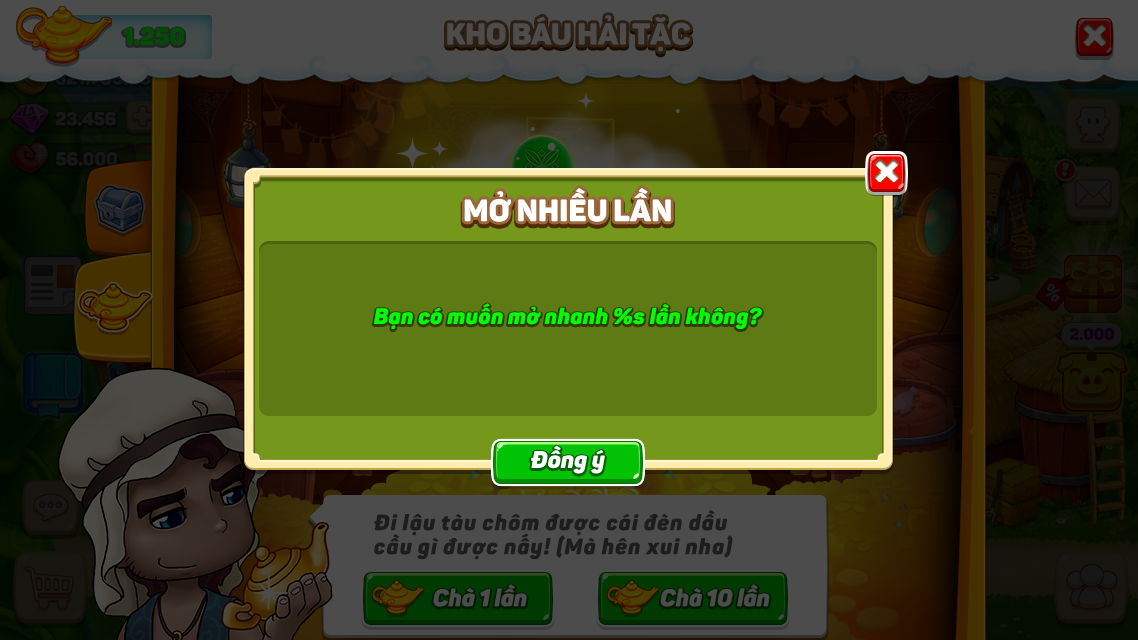 1.250
KHO BÁU HẢI TẶC
23.456
56.000
MỞ NHIỀU LẦN
Bạn có muốn mở nhanh %s lần không?
%
2.000
Đồng ý
Đi lậu tàu chôm được cái đèn dầu
cầu gì được nấy! (Mà hên xui nha)
Chà 1 lần
Chà 10 lần